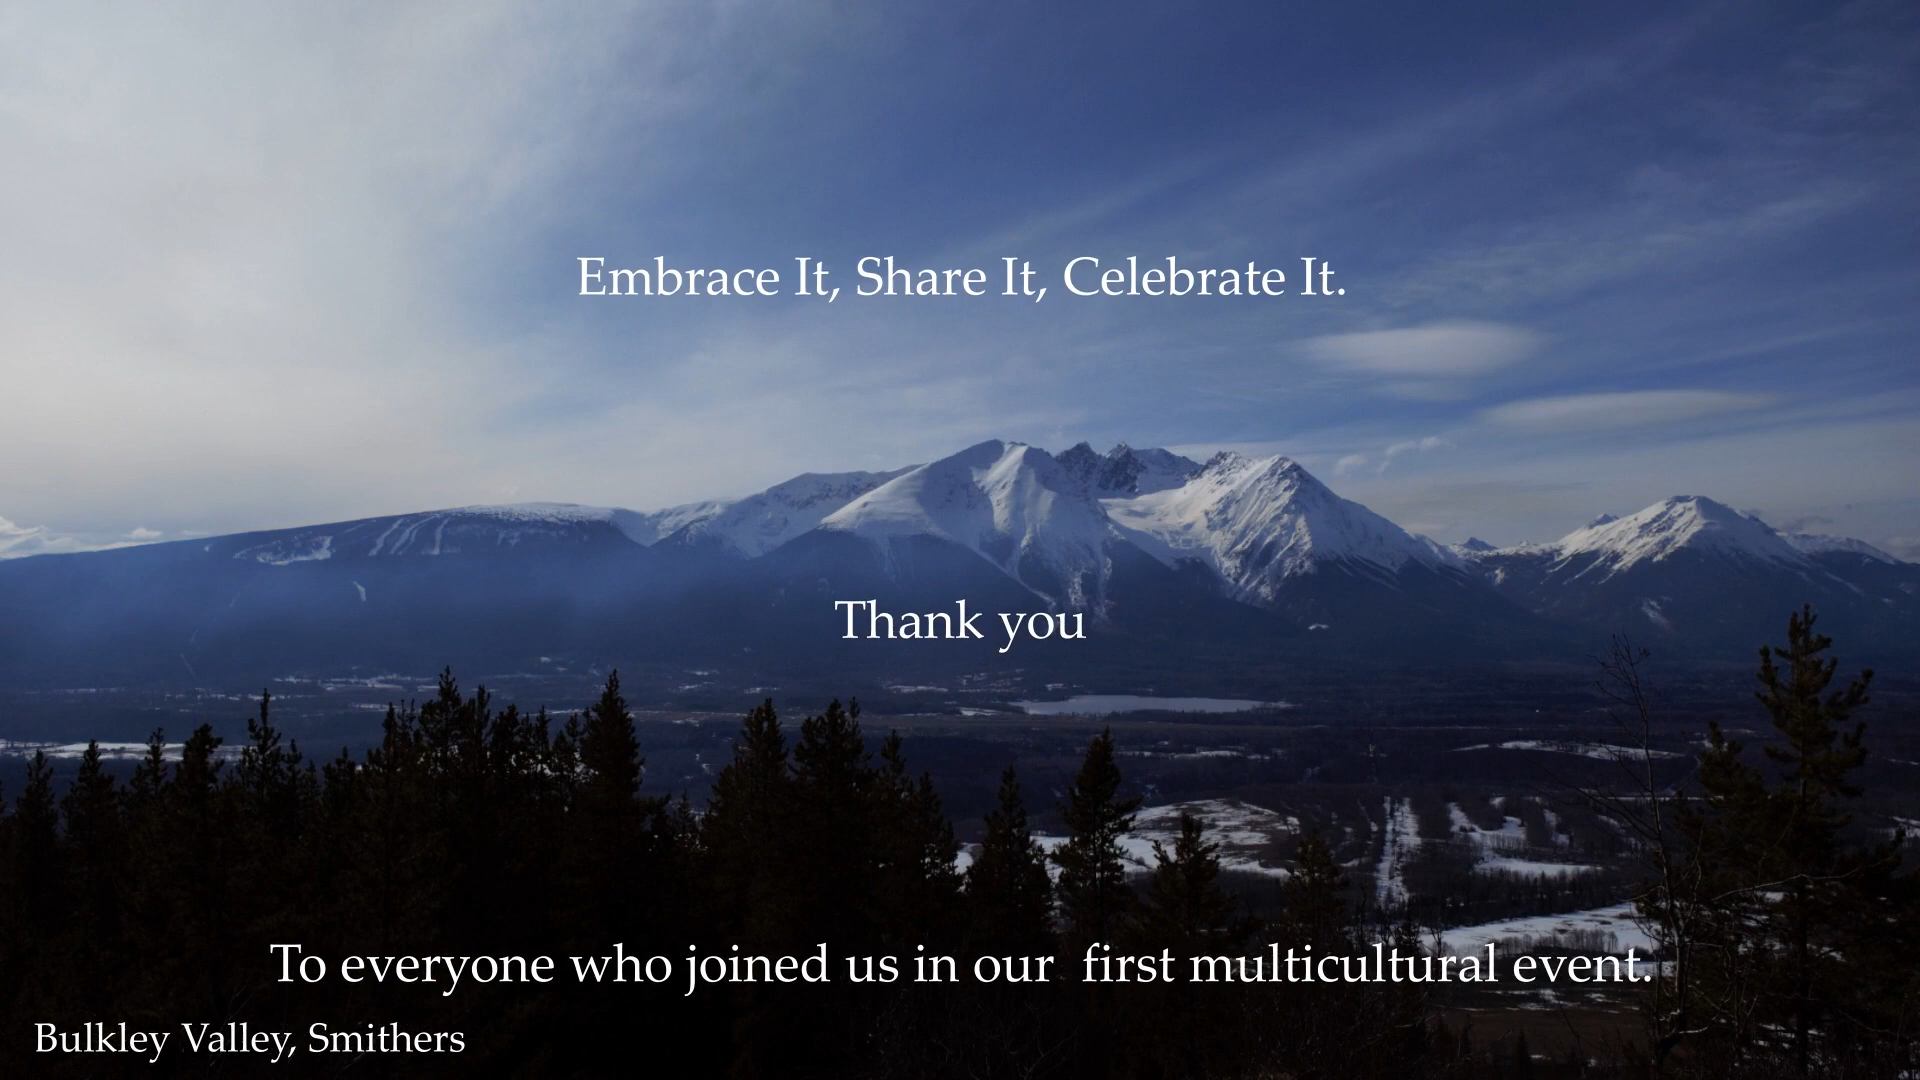 Embrace It, Share It, Celebrate It.
Thank you
To everyone who joined us in our  first multicultural event.
Bulkley Valley, Smithers